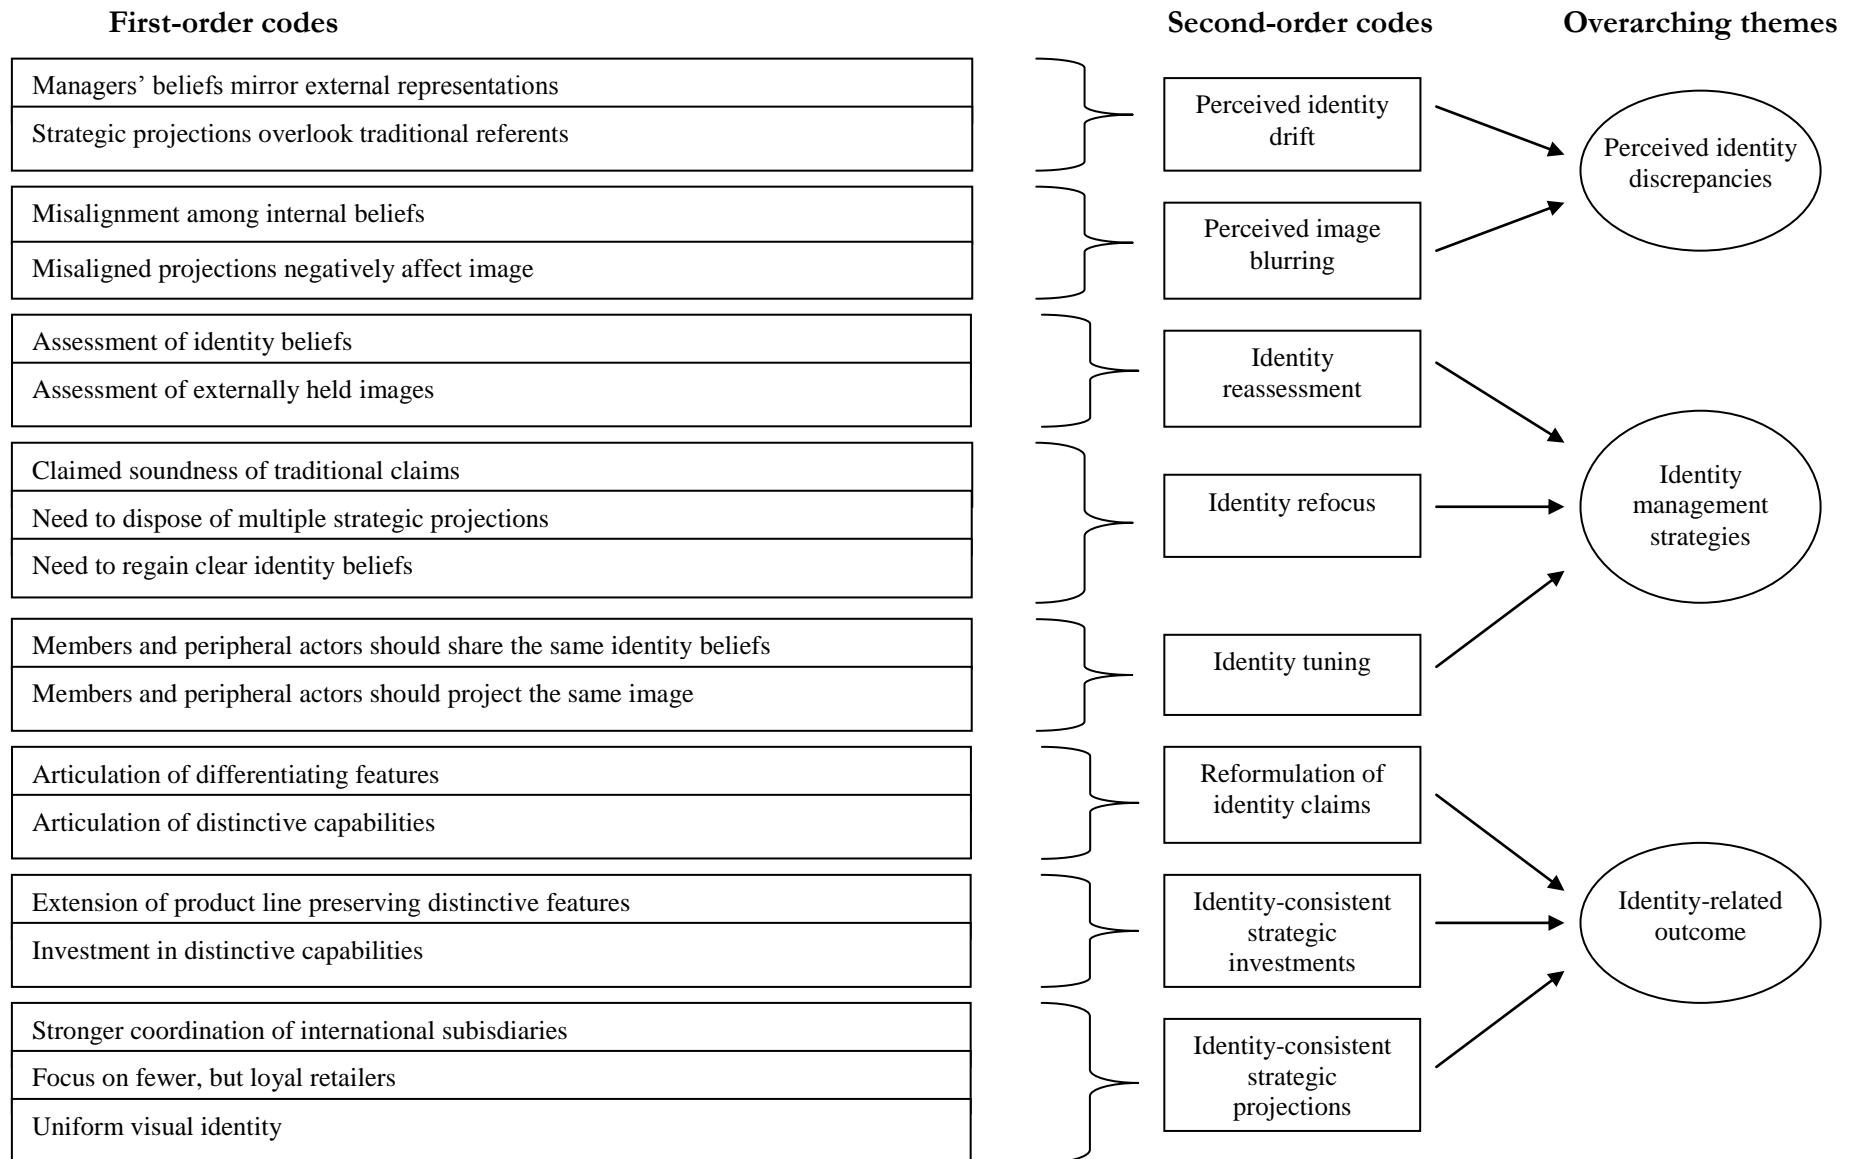 First-order codes
Second-order codes
Overarching themes
Managers’ beliefs mirror external representations
Strategic projections overlook traditional referents
Perceived identity
drift
Misalignment among internal beliefs
Misaligned projections negatively affect image
Perceived image
blurring
Perceived identity
discrepancies
Assessment of identity beliefs
Assessment of externally held images
Identity
reassessment
Claimed soundness of traditional claims
Need to dispose of multiple strategic projections
Need to regain clear identity beliefs
Identity refocus
Members and peripheral actors should share the same identity beliefs
Members and peripheral actors should project the same image
Identity tuning
Identity
management
strategies
Articulation of differentiating features
Articulation of distinctive capabilities
Reformulation of
identity claims
Extension of product line preserving distinctive features
Investment in distinctive capabilities
Identity-consistent
strategic
investments
Stronger coordination of international subisdiaries
Focus on fewer, but loyal retailers
Uniform visual identity
Identity-consistent
strategic
projections
Identity-related
outcome